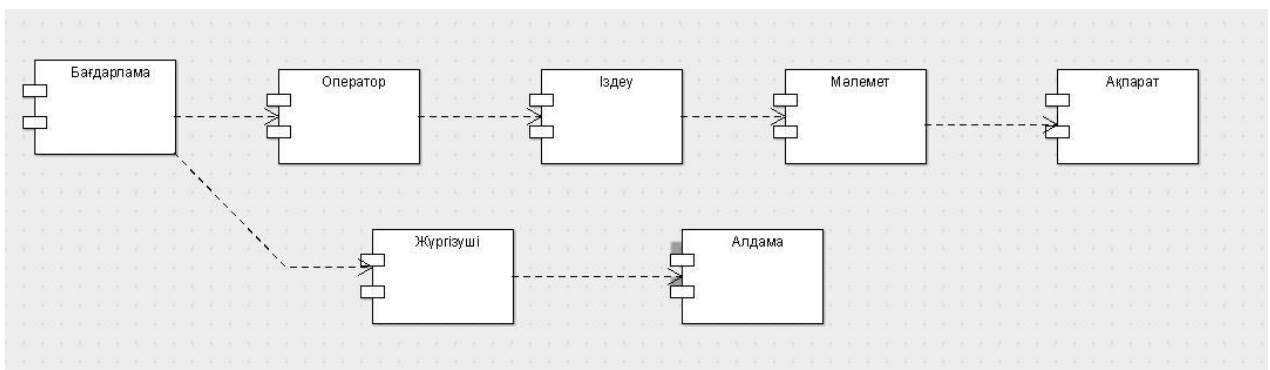 Бағдарлама
Оператор
Іздеу
Мәлемет
Ақпарат
Жүргізуші
Алдама